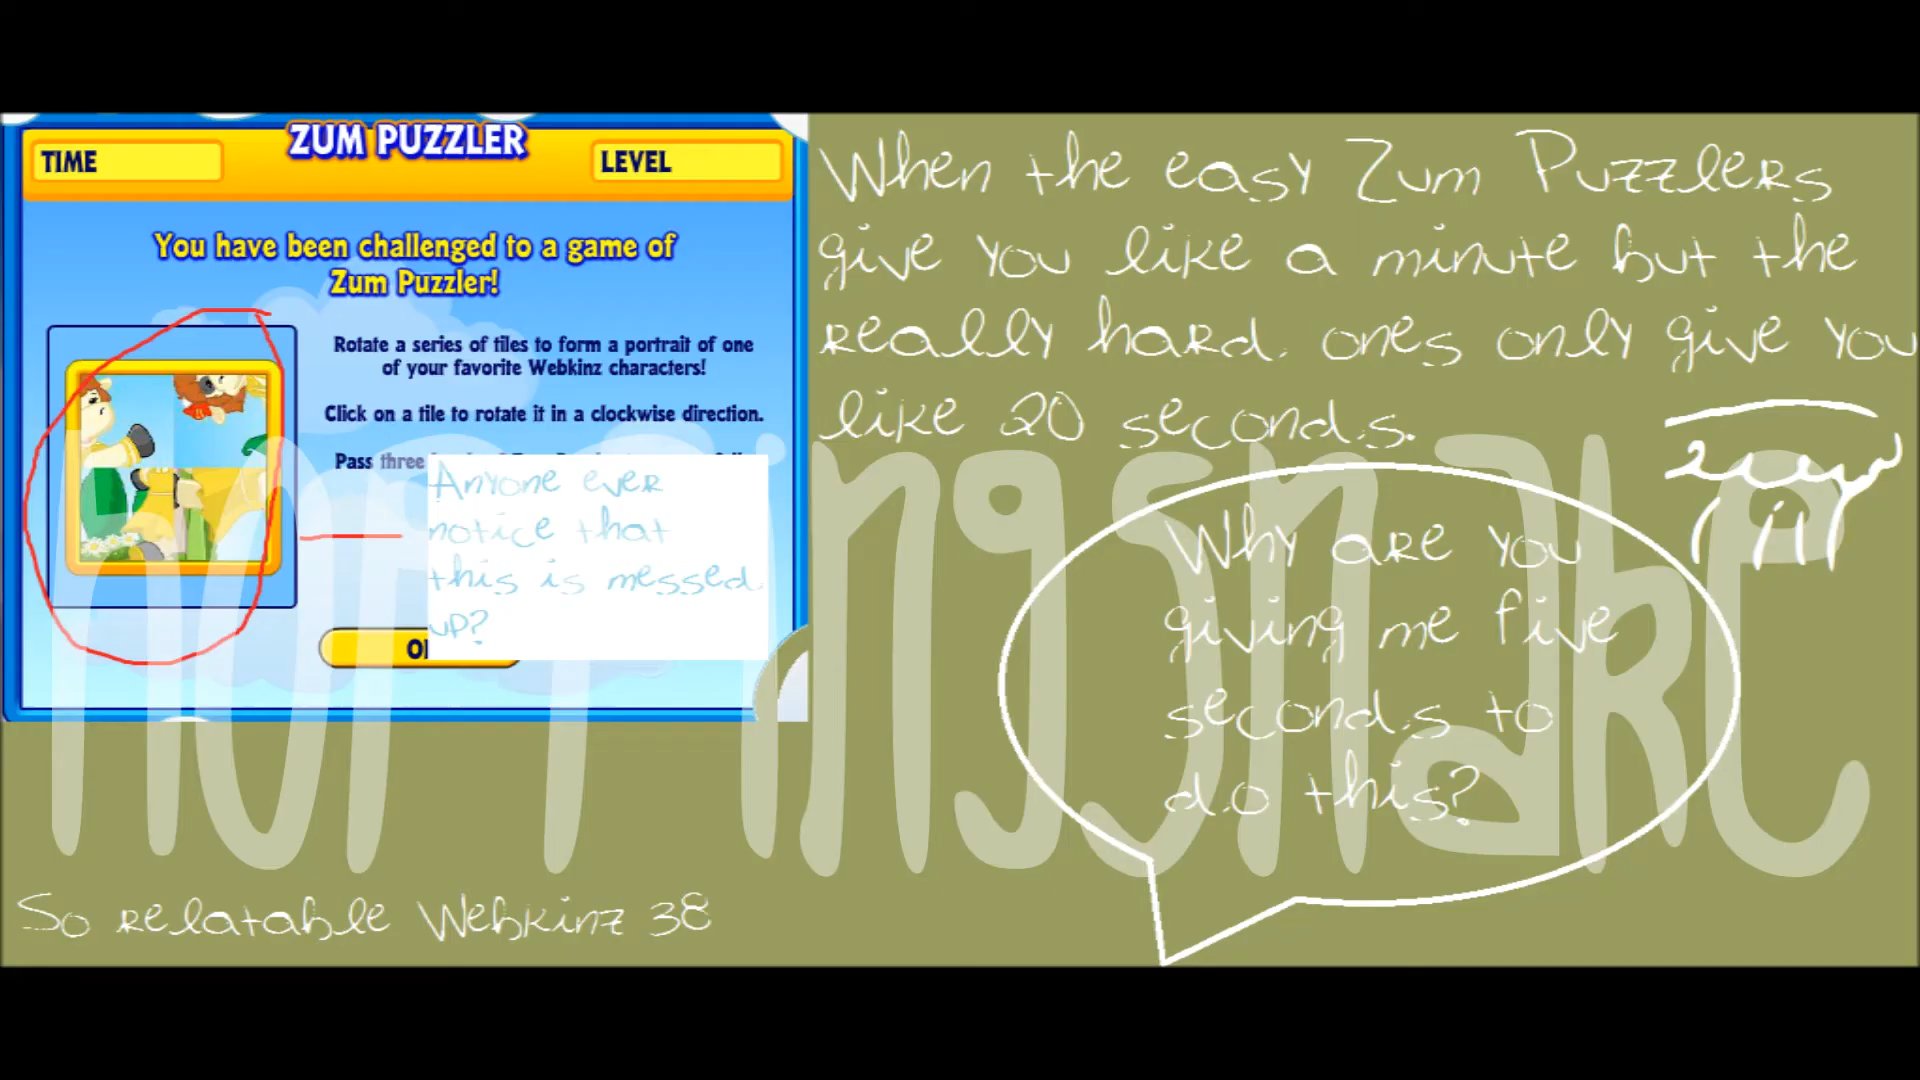 ZUM PUZZLER
TIME
LEVEL
You have been challenged to a game of
Zum Puzzler!
Rotate a series of tiles to form a portrait of one
of your favorite Webkinz characters!
Click on a tile to rotate it in a clockwise direction.
Pass three
Anyone ever
notice that
this is messed
up?
When the easy Zum Puzzlers
give you like a minute but the
really hard ones only give you
like 20 seconds.
Why are you
giving me five
seconds to
do this?
So relatable Webkinz 38